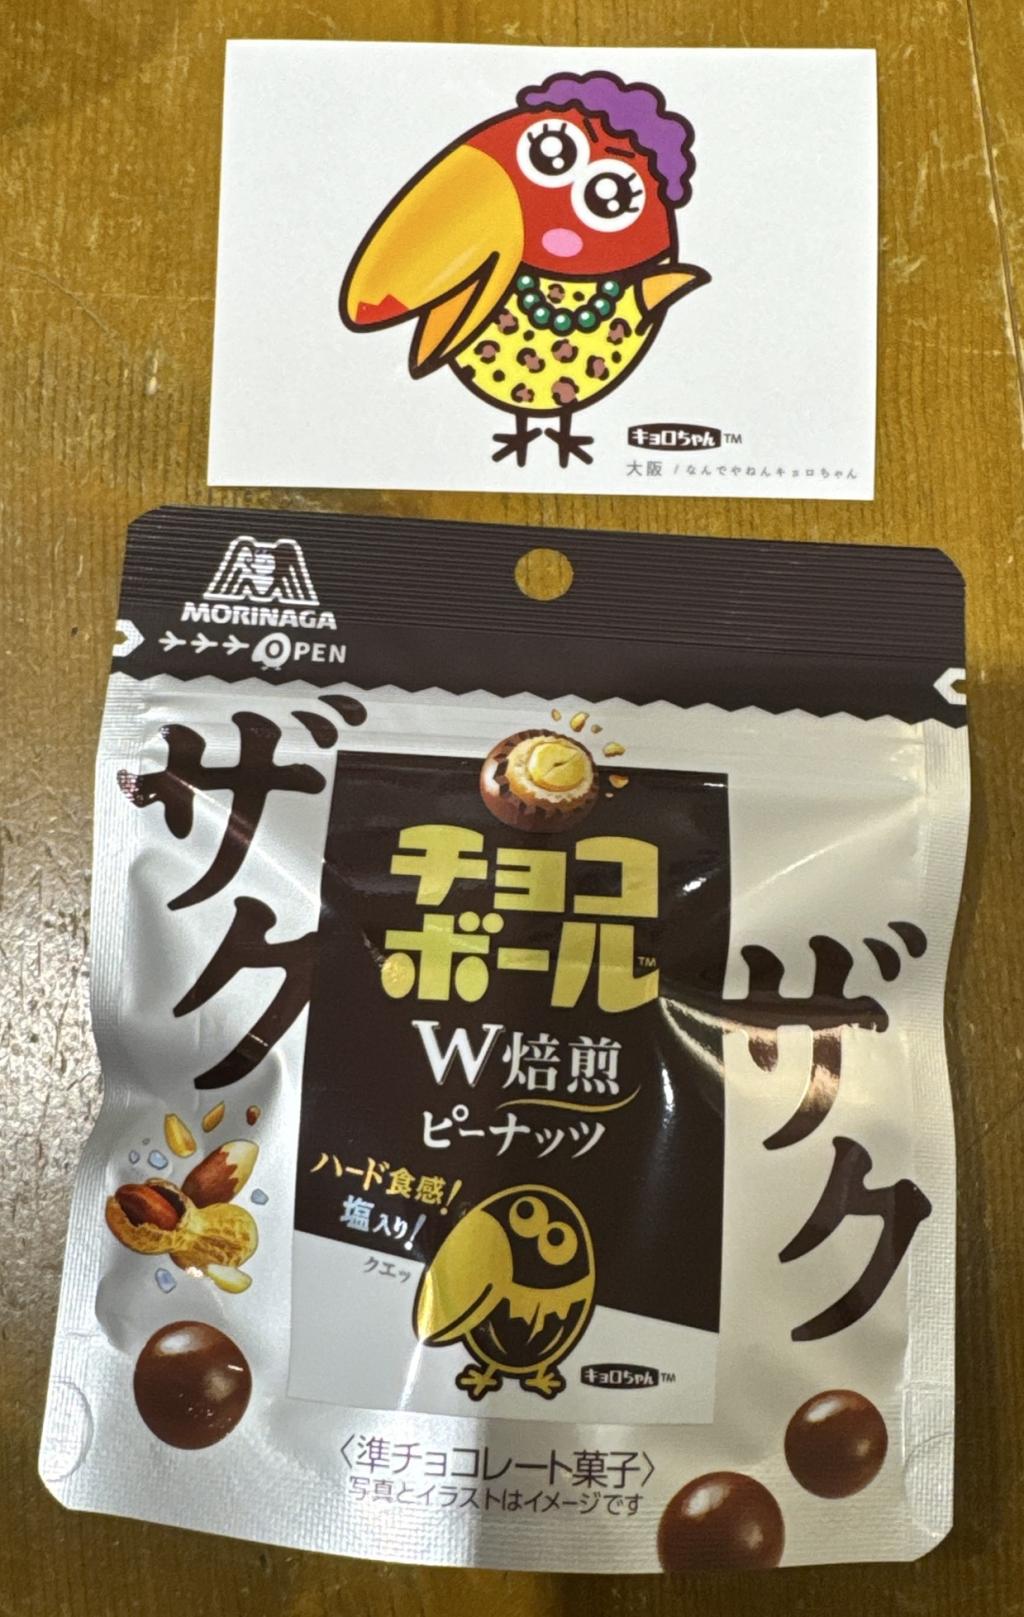 キョロちゃん™
大阪 / なんでやねんキョロちゃん
MORINAGA
OPEN
ザク
ザク
チョコ
ボール™
W焙煎
ピーナッツ
ハード食感!
塩入り!
クエッ
キョロちゃん™
〈準チョコレート菓子〉
写真とイラストはイメージです